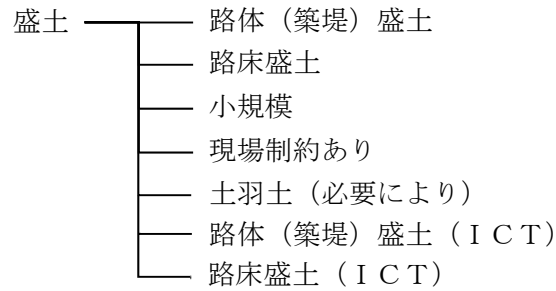 盛土 路体（築堤）盛土
路床盛土
小規模
現場制約あり
土羽土（必要により）
路体（築堤）盛土（ＩＣＴ）
路床盛土（ＩＣＴ）